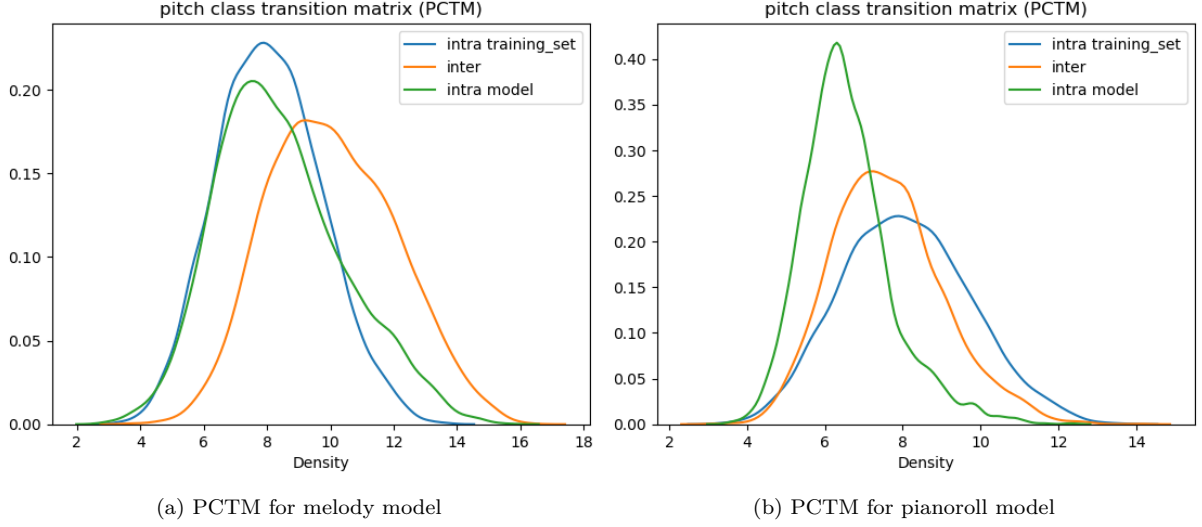 pitch class transition matrix (PCTM)
intra training_set
inter
intra model
0.20
0.15
0.10
0.05
0.00
2 4 6 8 10 12 14 16 18
Density
(a) PCTM for melody model
pitch class transition matrix (PCTM)
intra training_set
inter
intra model
0.40
0.35
0.30
0.25
0.20
0.15
0.10
0.05
0.00
2 4 6 8 10 12 14
Density
(b) PCTM for pianoroll model